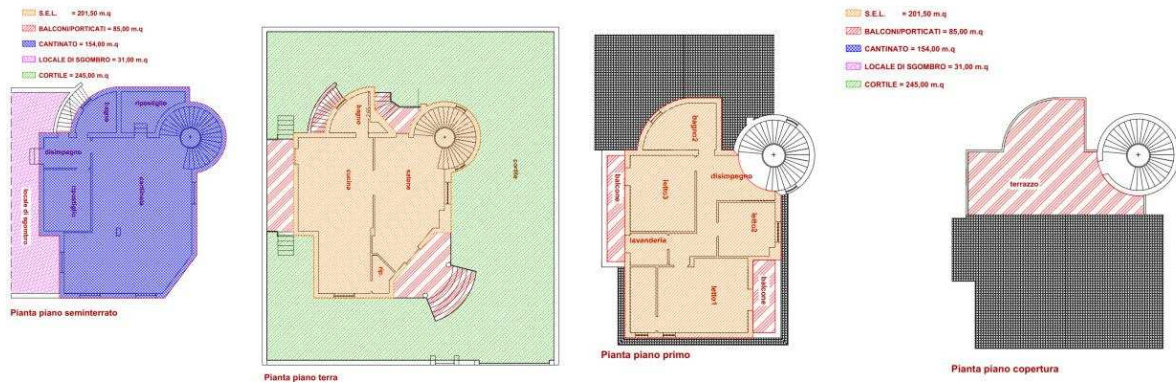 S.E.L. = 201,50 m.q
BALCONI/PORTICATI = 85,00 m.q
CANTINATO = 154,00 m.q
LOCALE DI SGOMBRO = 31,00 m.q
CORTILE = 245,00 m.q
bagno
ripostiglio
disimpegno
ripostiglio
cantinato
locale di sgombro
Pianta piano seminterrato
bagno
cucina
salone
rip.
cortile
Pianta piano terra
bagno2
disimpegno
balcone
letto3
letto2
lavanderia
letto1
balcone
Pianta piano primo
S.E.L. = 201,50 m.q
BALCONI/PORTICATI = 85,00 m.q
CANTINATO = 154,00 m.q
LOCALE DI SGOMBRO = 31,00 m.q
CORTILE = 245,00 m.q
terrazzo
Pianta piano copertura